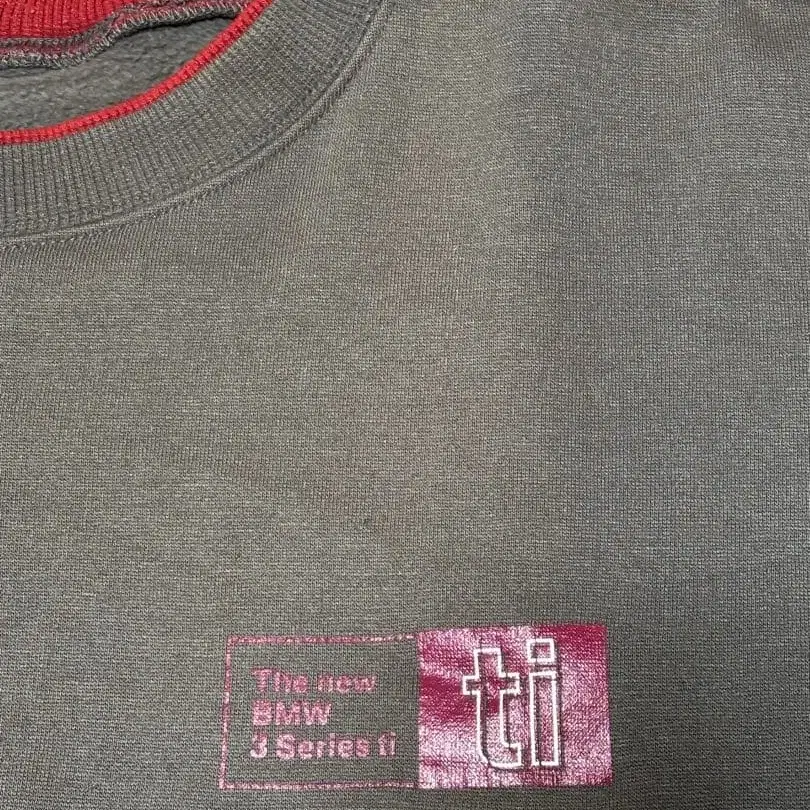 The new
BMW
3 Series ti
ti